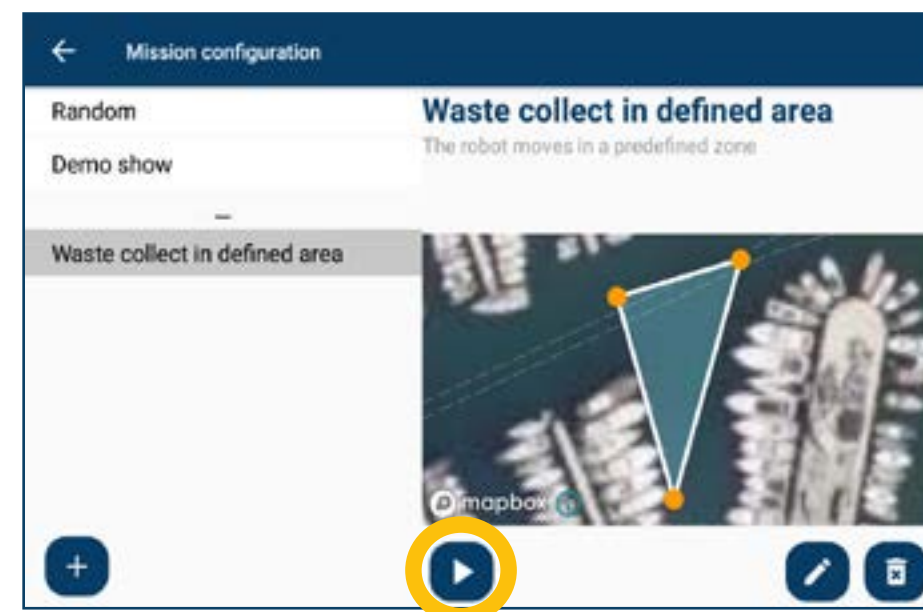 Mission configuration
Random
Demo show
Waste collect in defined area
Waste collect in defined area
The robot moves in a predefined zone
mapbox